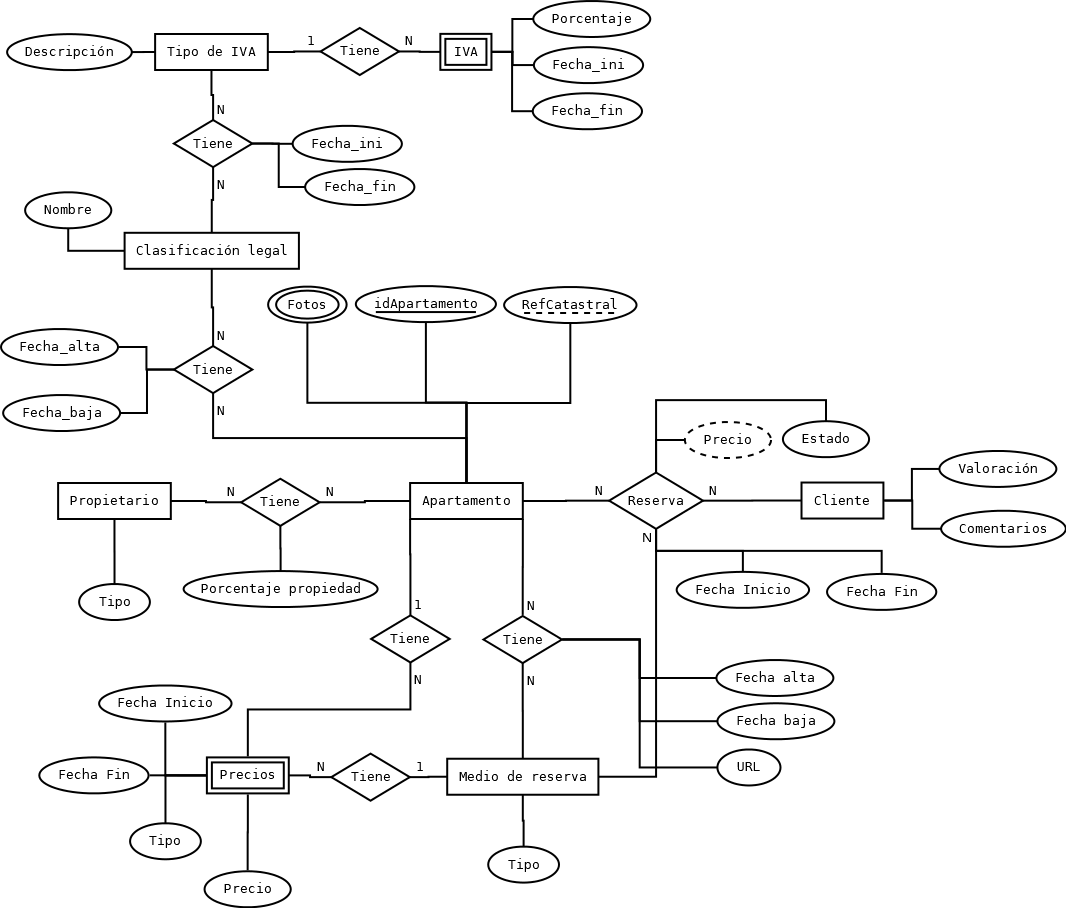 Porcentaje
Descripción
Tipo de IVA
1
Tiene
N
IVA
Fecha_ini
Fecha_fin
N
Tiene
Fecha_ini
N
Fecha_fin
Nombre
Clasificación legal
Fotos
idApartamento
RefCatastral
N
Fecha_alta
Tiene
Fecha_baja
N
Precio
Estado
Valoración
Propietario
N
Tiene
N
Apartamento
N
Reserva
N
Cliente
Comentarios
N
Porcentaje propiedad
Fecha Inicio
Fecha Fin
Tipo
1
N
Tiene
Tiene
N
N
Fecha alta
Fecha Inicio
Fecha baja
Fecha Fin
Precios
N
Tiene
1
Medio de reserva
URL
Tipo
Tipo
Precio